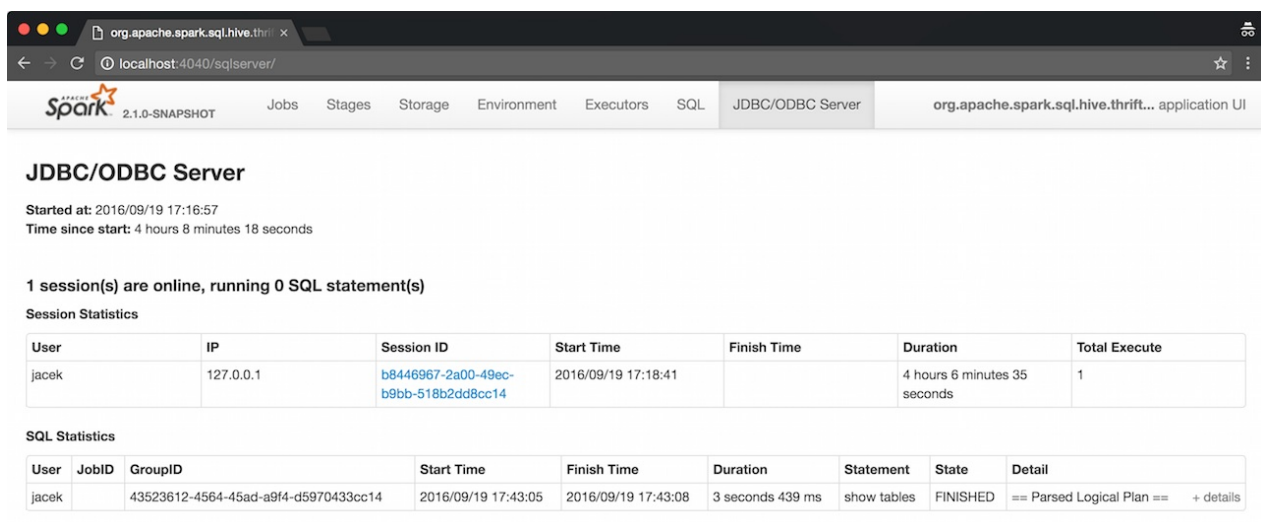 org.apache.spark.sql.hive.thri
localhost:4040/sqlserver/
APACHE Spark 2.1.0-SNAPSHOT Jobs Stages Storage Environment Executors SQL JDBC/ODBC Server org.apache.spark.sql.hive.thrift... application UI
JDBC/ODBC Server
Started at: 2016/09/19 17:16:57
Time since start: 4 hours 8 minutes 18 seconds
1 session(s) are online, running 0 SQL statement(s)
Session Statistics
User IP Session ID Start Time Finish Time Duration Total Execute
jacek 127.0.0.1 b8446967-2a00-49ec- 2016/09/19 17:18:41 4 hours 6 minutes 35 1
b9bb-518b2dd8cc14 seconds
SQL Statistics
User JobID GroupID Start Time Finish Time Duration Statement State Detail
jacek 43523612-4564-45ad-a9f4-d5970433cc14 2016/09/19 17:43:05 2016/09/19 17:43:08 3 seconds 439 ms show tables FINISHED == Parsed Logical Plan == + details